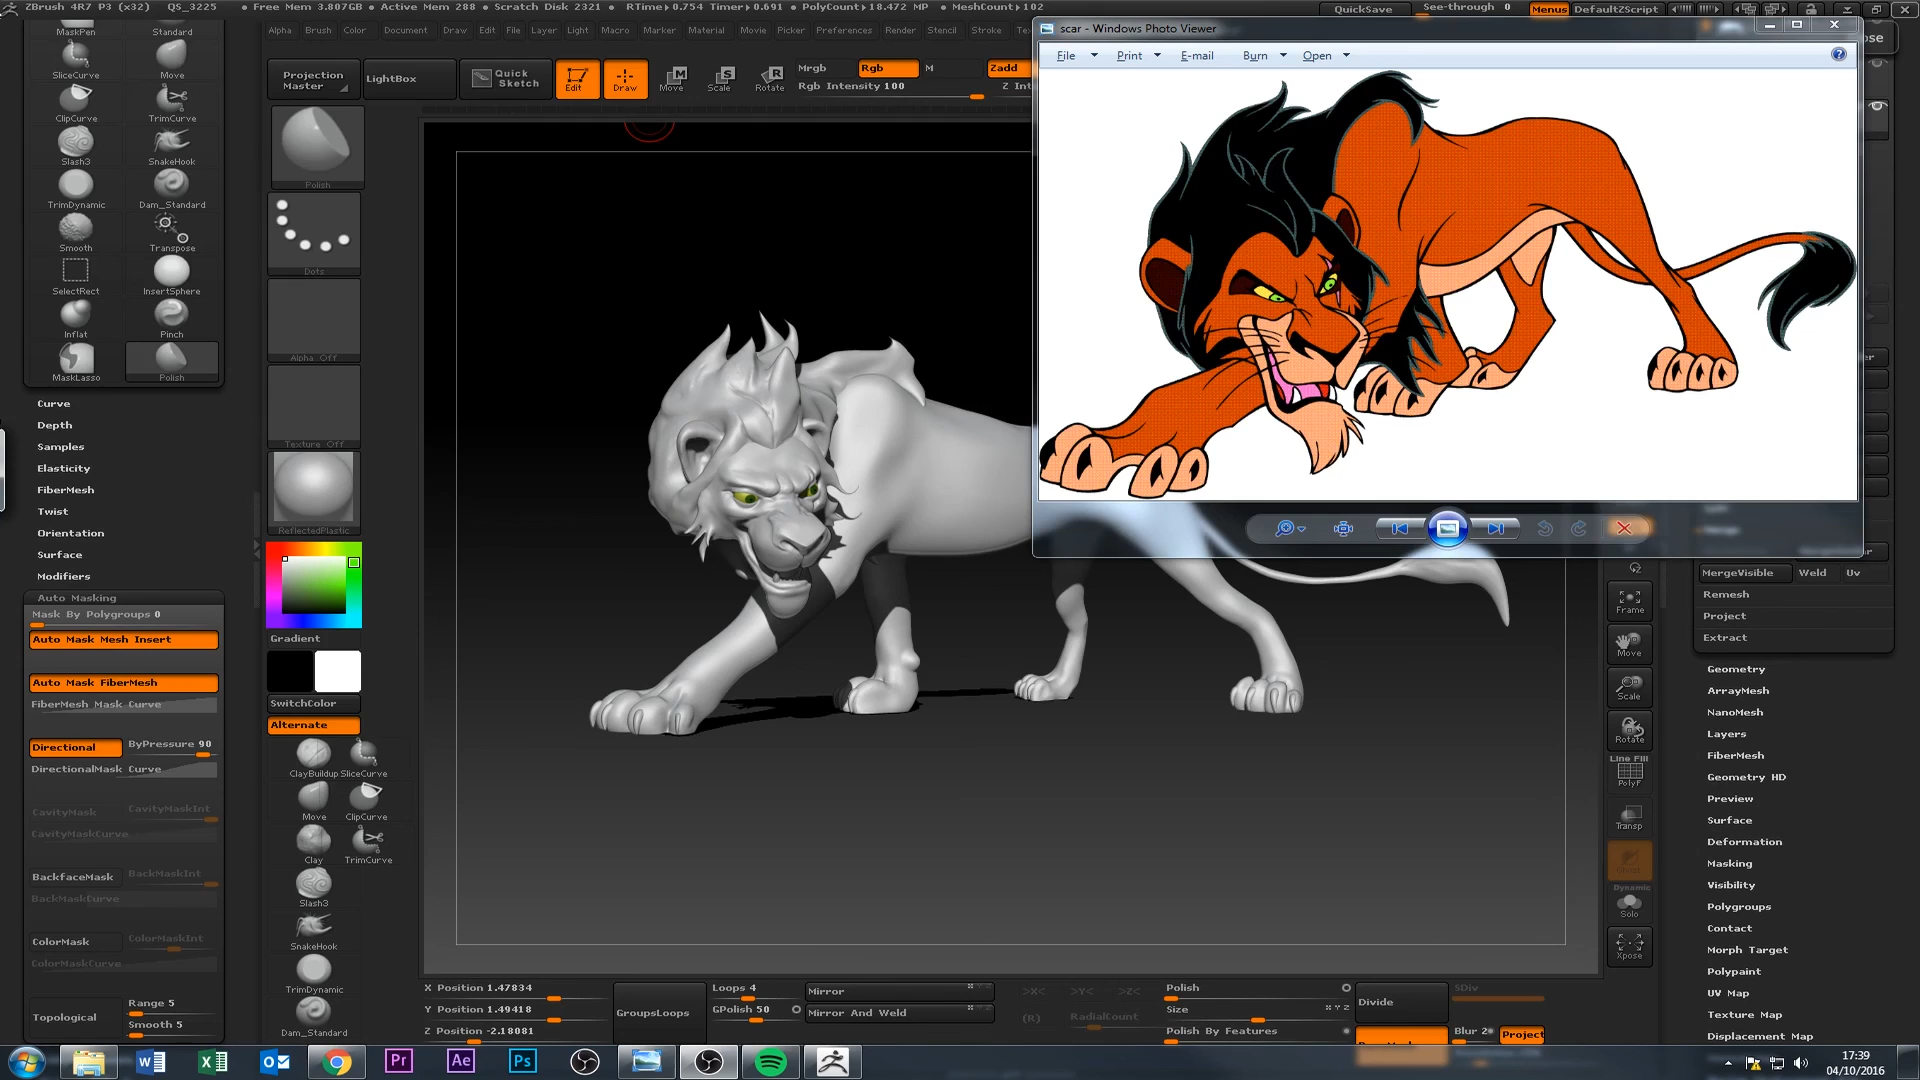 ZBrush 4R7 P3 (x32) QS_3225 • Free Mem 3.807GB • Active Mem 288 • Scratch Disk 2321 • RTime▸0.754 Timer▸0.691 • PolyCount▸18.472 MP • MeshCount▸102
QuickSave See-through 0 Menus DefaultZScript
Alpha Brush Color Document Draw Edit File Layer Light Macro Marker Material Movie Picker Preferences Render Stencil Stroke
scar - Windows Photo Viewer
File Print E-mail Burn Open
MaskPen Standard
SliceCurve Move
ClipCurve TrimCurve
Slash3 SnakeHook
TrimDynamic Dam_Standard
Smooth Transpose
SelectRect InsertSphere
Inflat Pinch
MaskLasso Polish
Curve
Depth
Samples
Elasticity
FiberMesh
Twist
Orientation
Surface
Modifiers
Auto Masking
Mask By Polygroups 0
Auto Mask Mesh Insert
Auto Mask FiberMesh
FiberMesh Mask Curve
Directional ByPressure 90
DirectionalMask Curve
CavityMask CavityMaskInt
CavityMaskCurve
BackfaceMask BackMaskInt
BackMaskCurve
ColorMask ColorMaskInt
ColorMaskCurve
Topological Range 5
Smooth 5
Projection Master
LightBox
Quick Sketch
Edit
Draw
Move
Scale
Rotate
Mrgb Rgb M Zadd
Rgb Intensity 100
Polish
Dots
Alpha Off
Texture Off
ReflectedPlastic
Gradient
SwitchColor
Alternate
ClayBuildup SliceCurve
Move ClipCurve
Clay TrimCurve
Slash3
SnakeHook
TrimDynamic
Dam_Standard
Frame
Move
Scale
Rotate
Line Fill
PolyF
Transp
Dynamic
Solo
Xpose
MergeVisible Weld Uv
Remesh
Project
Extract
Geometry
ArrayMesh
NanoMesh
Layers
FiberMesh
Geometry HD
Preview
Surface
Deformation
Masking
Visibility
Polygroups
Contact
Morph Target
Polypaint
UV Map
Texture Map
Displacement Map
X Position 1.47834
Y Position 1.49418
Z Position -2.18081
GroupsLoops
Loops 4
GPolish 50
Mirror
Mirror And Weld
>X< >Y< >Z<
(R) RadialCount
Polish
Size
Polish By Features
Divide
SDiv
Blur 2 Project
Pr Ae Ps
17:39
04/10/2016